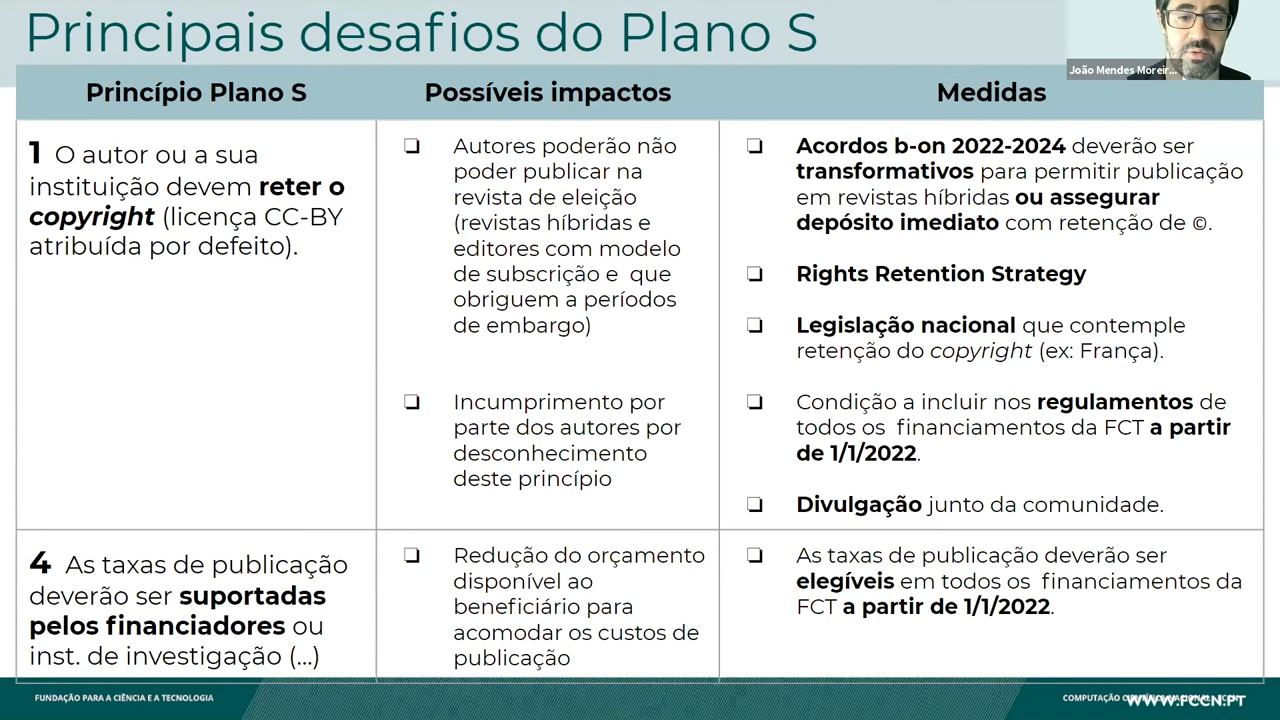 Principais desafios do Plano S
João Mendes Moreir...
Princípio Plano S
Possíveis impactos
Medidas
1 O autor ou a sua
instituição devem reter o
copyright (licença CC-BY
atribuída por defeito).
Autores poderão não
poder publicar na
revista de eleição
(revistas híbridas e
editores com modelo
de subscrição e que
obriguem a períodos
de embargo)
Incumprimento por
parte dos autores por
desconhecimento
deste princípio
Acordos b-on 2022-2024 deverão ser
transformativos para permitir publicação
em revistas híbridas ou assegurar
depósito imediato com retenção de ©.
Rights Retention Strategy
Legislação nacional que contemple
retenção do copyright (ex: França).
Condição a incluir nos regulamentos de
todos os financiamentos da FCT a partir
de 1/1/2022.
Divulgação junto da comunidade.
4 As taxas de publicação
deverão ser suportadas
pelos financiadores ou
inst. de investigação (...)
Redução do orçamento
disponível ao
beneficiário para
acomodar os custos de
publicação
As taxas de publicação deverão ser
elegíveis em todos os financiamentos da
FCT a partir de 1/1/2022.
FUNDAÇÃO PARA A CIÊNCIA E A TECNOLOGIA
COMPUTAÇÃO
WWW.FCCN.PT